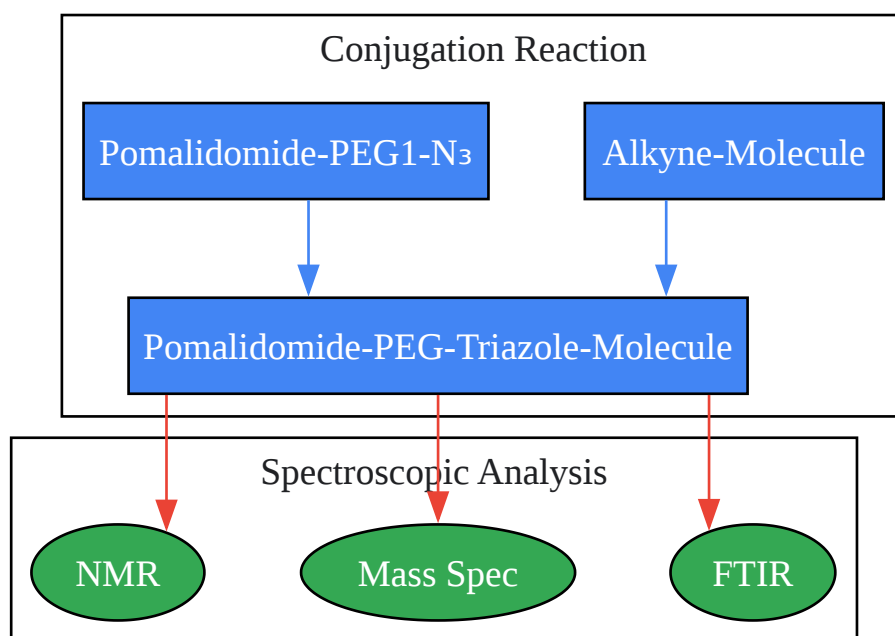 Conjugation Reaction
Pomalidomide-PEG1-N₃
Alkyne-Molecule
Pomalidomide-PEG-Triazole-Molecule
Spectroscopic Analysis
NMR
Mass Spec
FTIR